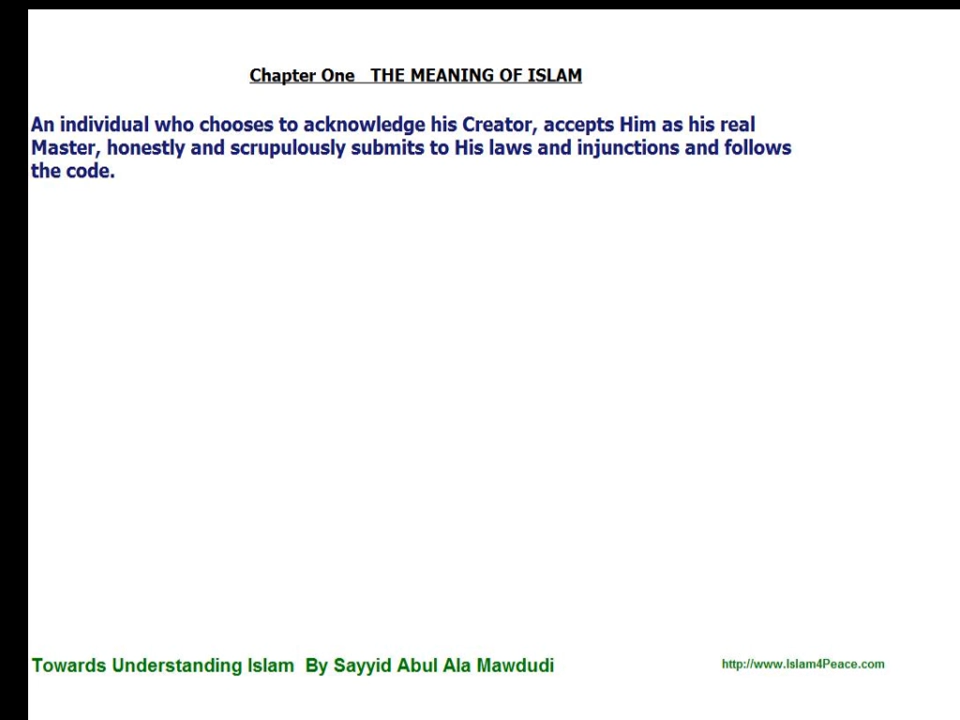 Chapter One THE MEANING OF ISLAM
An individual who chooses to acknowledge his Creator, accepts Him as his real
Master, honestly and scrupulously submits to His laws and injunctions and follows
the code.
Towards Understanding Islam By Sayyid Abul Ala Mawdudi
http://www.Islam4Peace.com